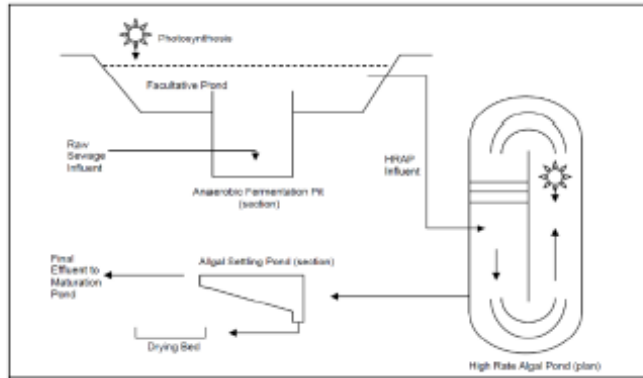 Photosynthesis
Facultative Pond
Raw
Sewage
Influent
Anaerobic Fermentation Pit
(section)
HRAP
Influent
Final
Effluent to
Maturation
Pond
Algal Settling Pond (section)
Drying Bed
High Rate Algal Pond (plan)